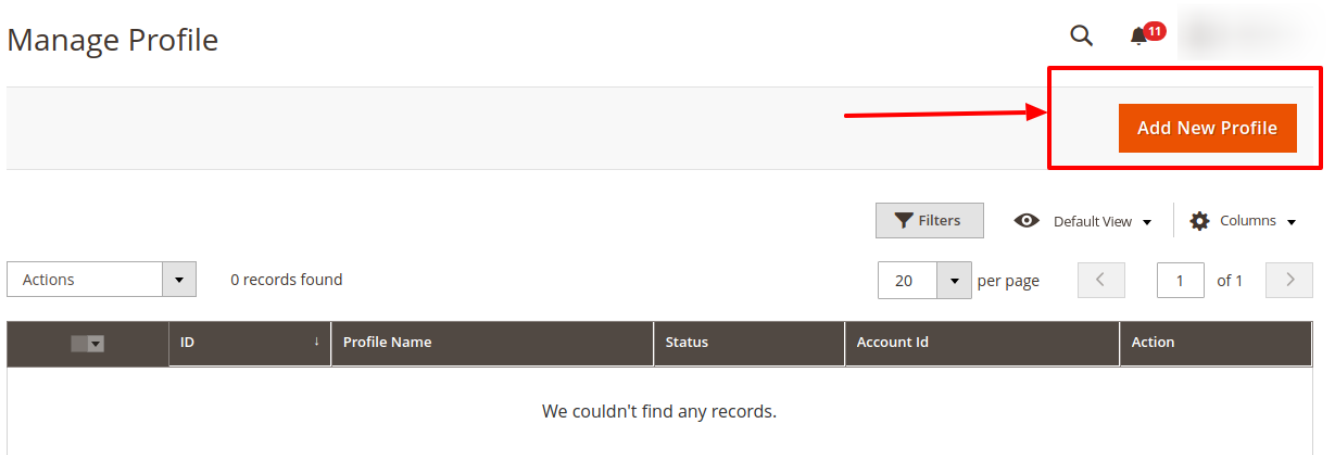 Manage Profile
11
Add New Profile
Filters
Default View
Columns
Actions
0 records found
20
per page
1
of 1
ID
Profile Name
Status
Account Id
Action
We couldn't find any records.